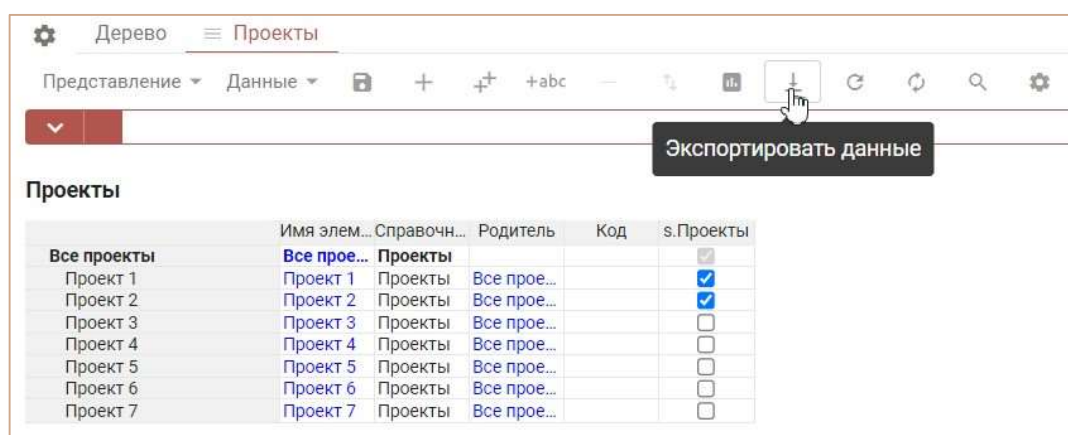 Дерево Проекты
Представление Данные +abc
Экспортировать данные
Проекты
Имя элем... Справочн... Родитель Код s.Проекты
Все проекты Все прое... Проекты
Проект 1 Проект 1 Проекты Все прое...
Проект 2 Проект 2 Проекты Все прое...
Проект 3 Проект 3 Проекты Все прое...
Проект 4 Проект 4 Проекты Все прое...
Проект 5 Проект 5 Проекты Все прое...
Проект 6 Проект 6 Проекты Все прое...
Проект 7 Проект 7 Проекты Все прое...